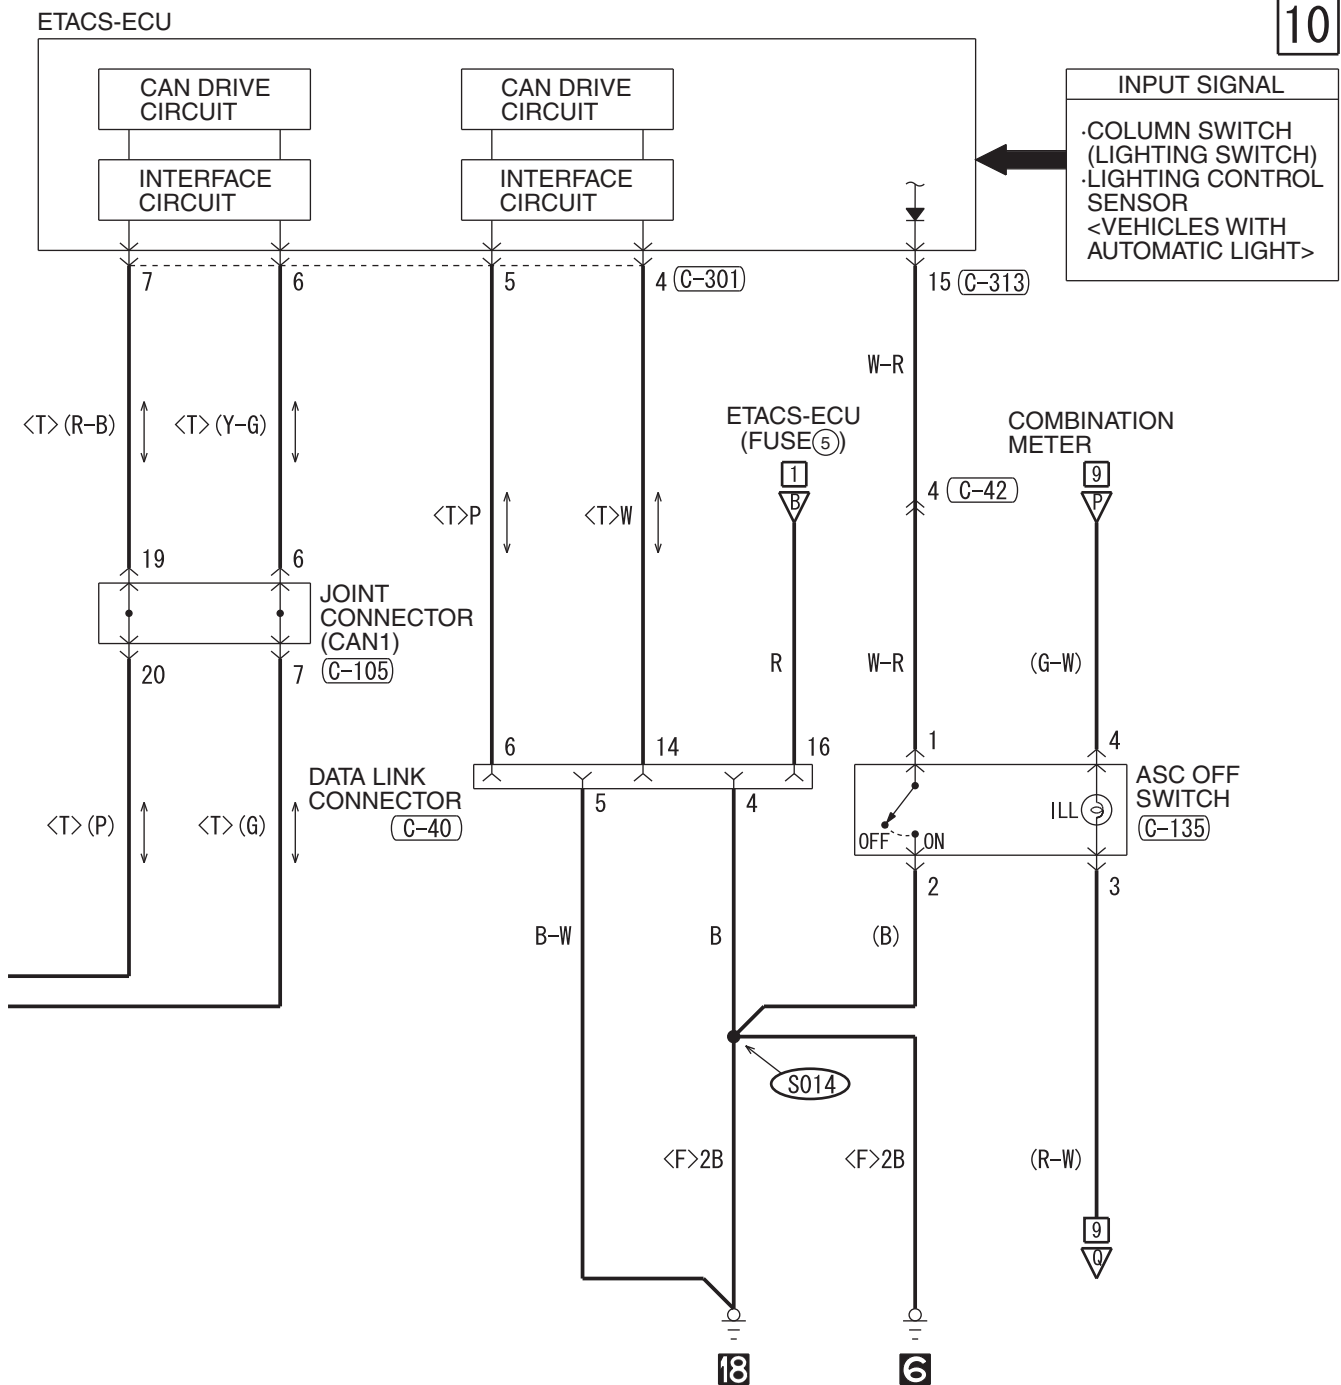 ETACS-ECU
10
CAN DRIVE
CIRCUIT
CAN DRIVE
CIRCUIT
INTERFACE
CIRCUIT
INTERFACE
CIRCUIT
INPUT SIGNAL
·COLUMN SWITCH
(LIGHTING SWITCH)
·LIGHTING CONTROL
SENSOR
<VEHICLES WITH
AUTOMATIC LIGHT>
7 6 5 4 C-301 15 C-313
W-R
<T>(R-B) <T>(Y-G)
ETACS-ECU
(FUSE 5)
1
B
COMBINATION
METER
9
P
4 C-42
<T>P <T>W
19 6
JOINT
CONNECTOR
(CAN1)
C-105
20 7
R W-R (G-W)
6 14 16 1 4
DATA LINK
CONNECTOR
C-40
5 4
ASC OFF
SWITCH
C-135
ILL
OFF ON
2 3
<T>(P) <T>(G)
B-W B (B)
S014
<F>2B <F>2B (R-W)
9
Q
18 6